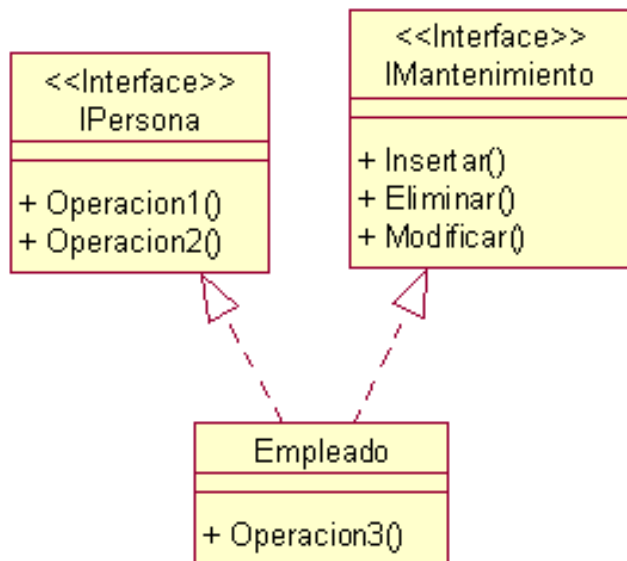 <<Interface>>
IPersona
+ Operacion1()
+ Operacion2()
<<Interface>>
IMantenimiento
+ Insertar()
+ Eliminar()
+ Modificar()
Empleado
+ Operacion3()